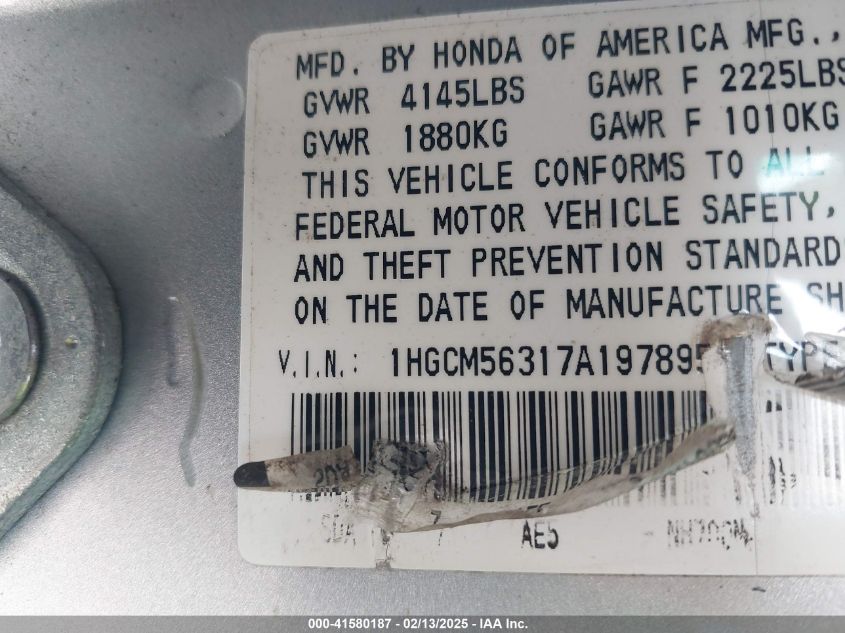 MFD. BY HONDA OF AMERICA MFG.,
GVWR 4145LBS GAWR F 2225LBS
GVWR 1880KG GAWR F 1010KG
THIS VEHICLE CONFORMS TO ALL
FEDERAL MOTOR VEHICLE SAFETY,
AND THEFT PREVENTION STANDARD
ON THE DATE OF MANUFACTURE SH
V.I.N.: 1HGCM56317A197895 TYPE
AE5
000-41580187 - 02/13/2025 - IAA Inc.